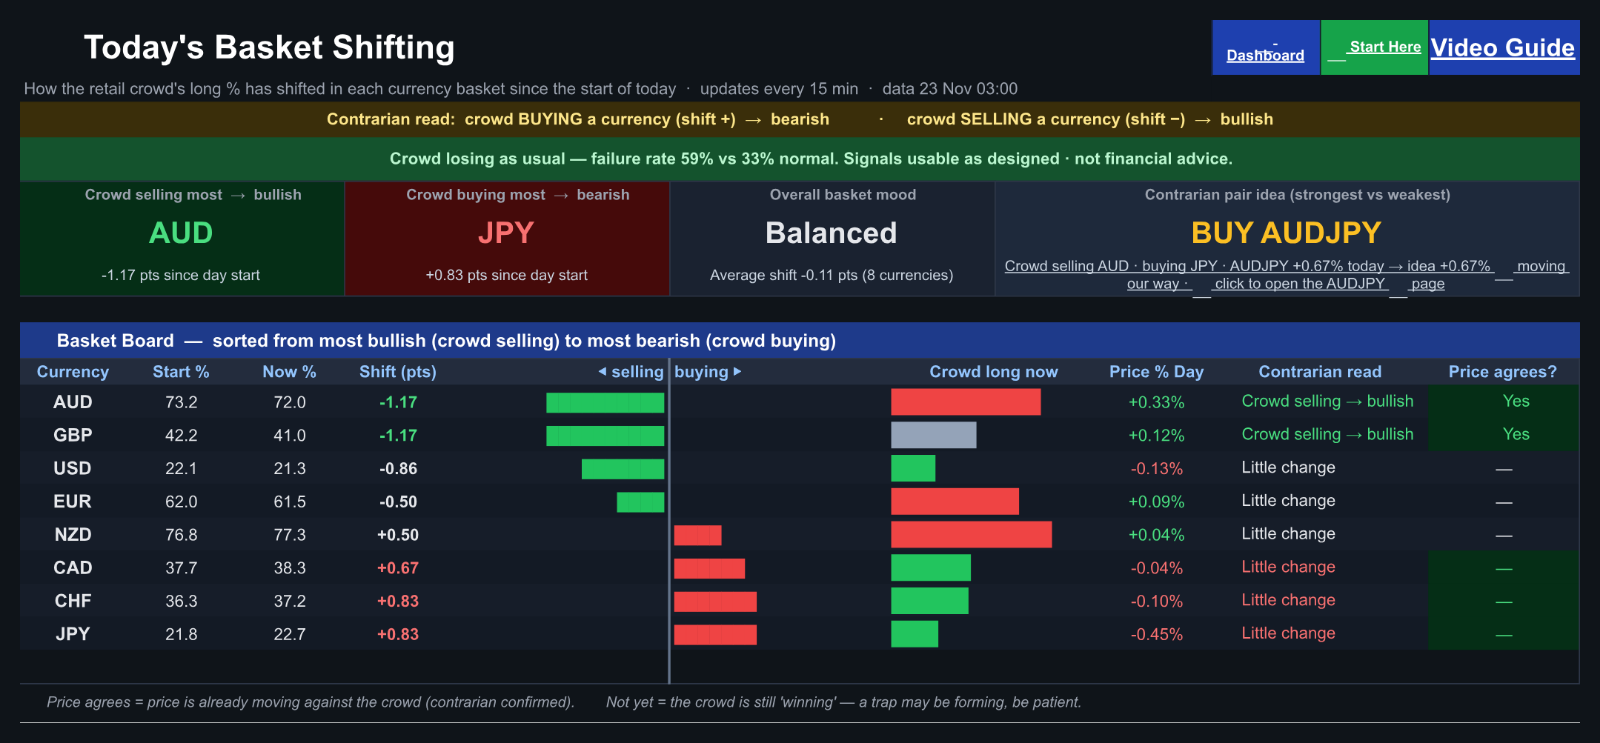 Today's Basket Shifting
Dashboard
Start Here
Video Guide
How the retail crowd's long % has shifted in each currency basket since the start of today · updates every 15 min · data 23 Nov 03:00
Contrarian read: crowd BUYING a currency (shift +) → bearish · crowd SELLING a currency (shift −) → bullish
Crowd losing as usual — failure rate 59% vs 33% normal. Signals usable as designed · not financial advice.
Crowd selling most → bullish
AUD
-1.17 pts since day start
Crowd buying most → bearish
JPY
+0.83 pts since day start
Overall basket mood
Balanced
Average shift -0.11 pts (8 currencies)
Contrarian pair idea (strongest vs weakest)
BUY AUDJPY
Crowd selling AUD · buying JPY · AUDJPY +0.67% today → idea +0.67% moving
our way · click to open the AUDJPY page
Basket Board — sorted from most bullish (crowd selling) to most bearish (crowd buying)
Currency Start % Now % Shift (pts) ◄ selling buying ► Crowd long now Price % Day Contrarian read Price agrees?
AUD 73.2 72.0 -1.17 +0.33% Crowd selling → bullish Yes
GBP 42.2 41.0 -1.17 +0.12% Crowd selling → bullish Yes
USD 22.1 21.3 -0.86 -0.13% Little change —
EUR 62.0 61.5 -0.50 +0.09% Little change —
NZD 76.8 77.3 +0.50 +0.04% Little change —
CAD 37.7 38.3 +0.67 -0.04% Little change —
CHF 36.3 37.2 +0.83 -0.10% Little change —
JPY 21.8 22.7 +0.83 -0.45% Little change —
Price agrees = price is already moving against the crowd (contrarian confirmed). Not yet = the crowd is still 'winning' — a trap may be forming, be patient.